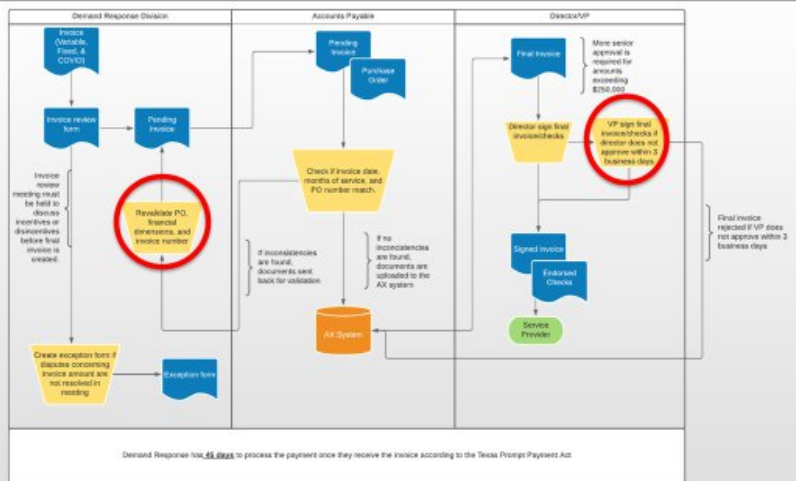 Demand Response Division
Accounts Payable
Director/VP
Invoice
(Variable,
Fixed, &
COVID)
Invoice review
form
Pending
Invoice
Invoice
review
meeting must
be held to
discuss
incentives or
disincentives
before final
invoice is
created.
Revalidate PO,
financial
dimensions, and
invoice number
Create exception form if
disputes concerning
invoice amount are
not resolved in
meeting
Exception form
Pending
Invoice
Purchase
Order
Check if invoice date,
months of service, and
PO number match.
If inconsistencies
are found,
documents sent
back for validation
If no
inconcistencies
are found,
documents are
uploaded to the
AX system
AX System
Final Invoice
More senior
approval is
required for
amounts
exceeding
$250,000
Director sign final
invoice/checks
VP sign final
invoice/checks if
director does not
approve within 3
business days
Signed invoice
Endorsed
Checks
Service
Provider
Final invoice
rejected if VP does
not approve within 3
business days
Demand Response has 45 days to process the payment once they receive the invoice according to the Texas Prompt Payment Act